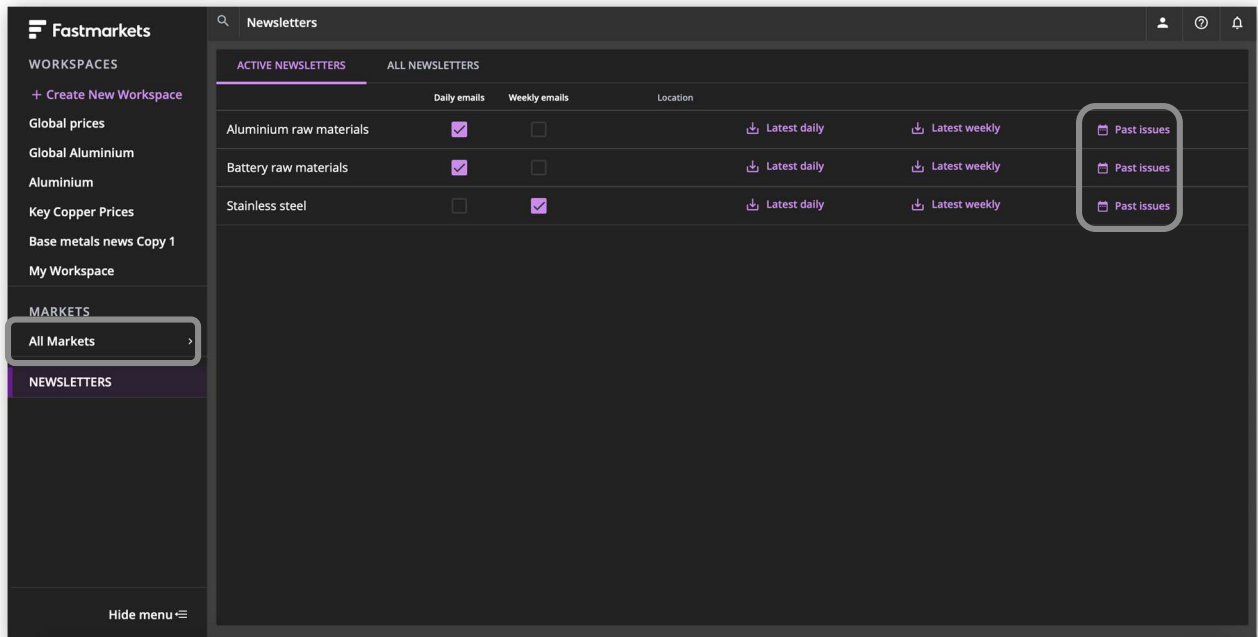 Fastmarkets
WORKSPACES
+ Create New Workspace
Global prices
Global Aluminium
Aluminium
Key Copper Prices
Base metals news Copy 1
My Workspace
MARKETS
All Markets
NEWSLETTERS
Hide menu
Newsletters
ACTIVE NEWSLETTERS ALL NEWSLETTERS
Daily emails Weekly emails Location
Aluminium raw materials Latest daily Latest weekly Past issues
Battery raw materials Latest daily Latest weekly Past issues
Stainless steel Latest daily Latest weekly Past issues